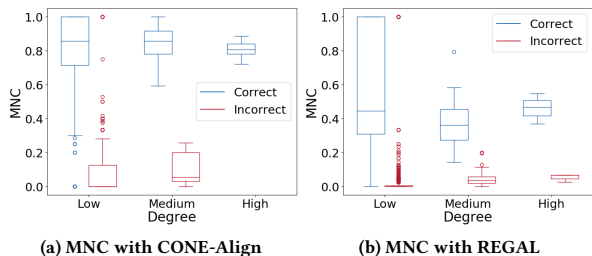 1.0
0.8
0.6
0.4
0.2
0.0
MNC
Correct
Incorrect
Low
Medium
High
Degree
(a) MNC with CONE-Align
1.0
0.8
0.6
0.4
0.2
0.0
MNC
Correct
Incorrect
Low
Medium
High
Degree
(b) MNC with REGAL